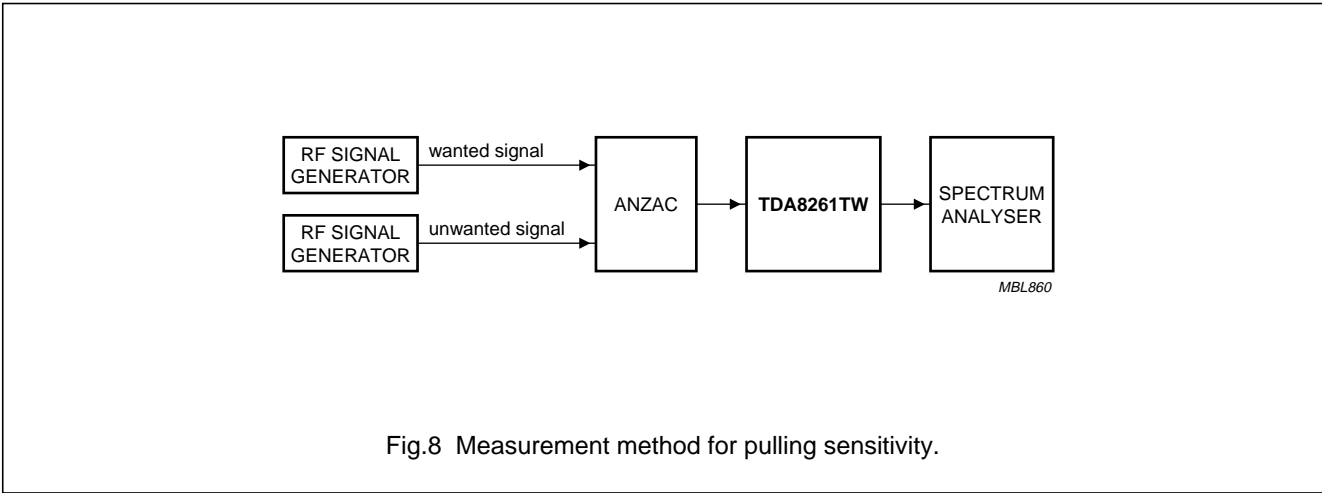 RF SIGNAL
GENERATOR
wanted signal
RF SIGNAL
GENERATOR
unwanted signal
ANZAC
TDA8261TW
SPECTRUM
ANALYSER
MBL860
Fig.8 Measurement method for pulling sensitivity.